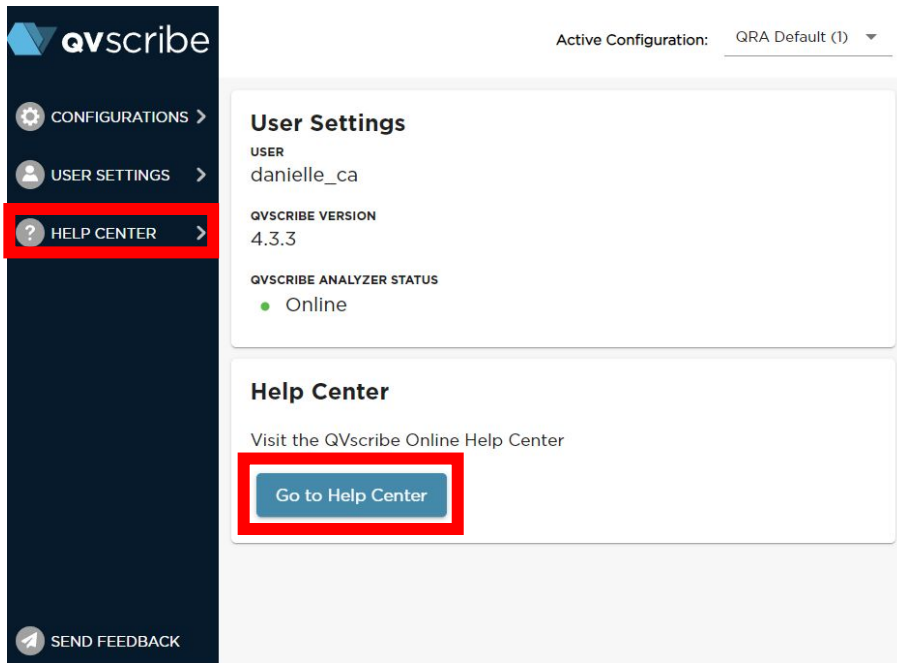 QVscribe
Active Configuration: QRA Default (1)
CONFIGURATIONS
USER SETTINGS
? HELP CENTER
SEND FEEDBACK
User Settings
USER
danielle_ca
QVSCRIBE VERSION
4.3.3
QVSCRIBE ANALYZER STATUS
Online
Help Center
Visit the QVscribe Online Help Center
Go to Help Center